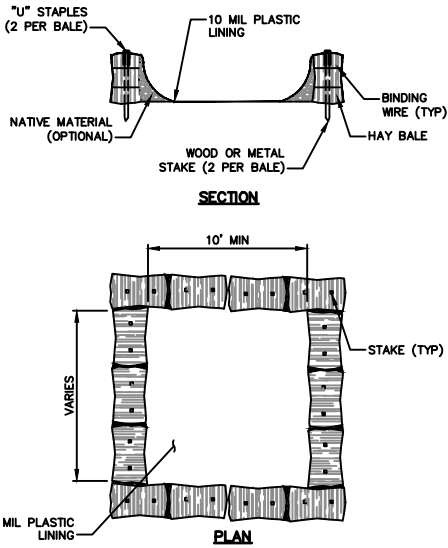 "U" STAPLES
(2 PER BALE)
10 MIL PLASTIC
LINING
NATIVE MATERIAL
(OPTIONAL)
BINDING
WIRE (TYP)
HAY BALE
WOOD OR METAL
STAKE (2 PER BALE)
SECTION
10' MIN
STAKE (TYP)
VARIES
MIL PLASTIC
LINING
PLAN